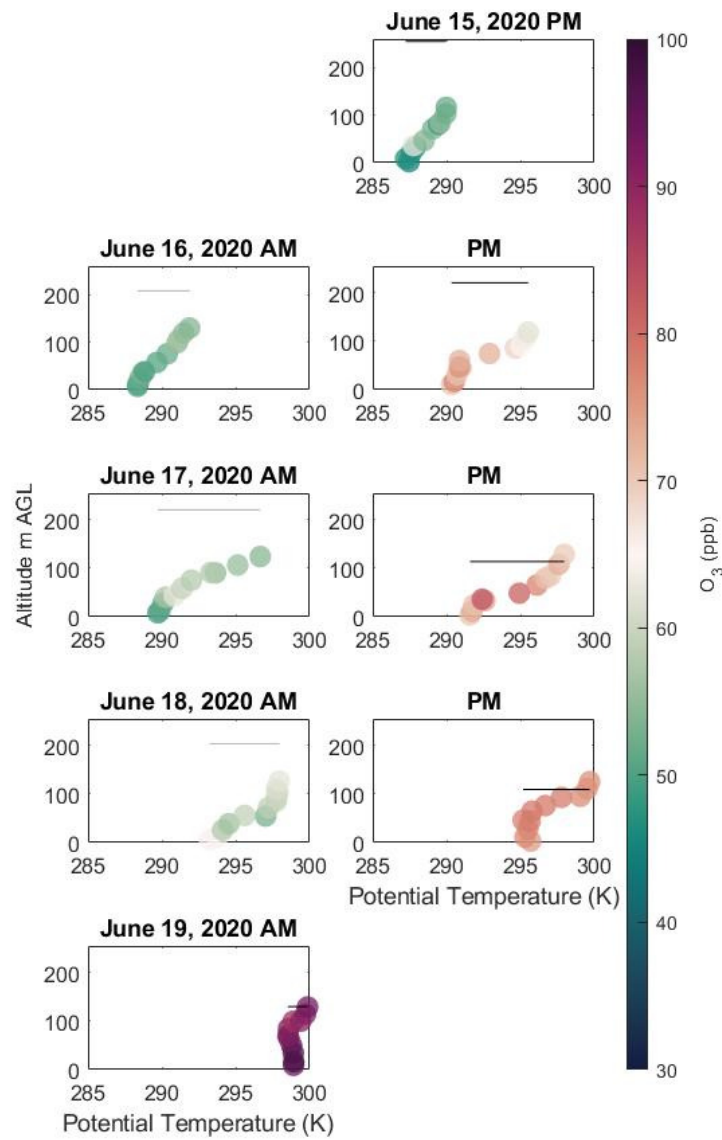 June 15, 2020 PM
200
100
0
285 290 295 300
June 16, 2020 AM
200
100
0
285 290 295 300
PM
200
100
0
285 290 295 300
June 17, 2020 AM
200
100
0
285 290 295 300
PM
200
100
0
285 290 295 300
June 18, 2020 AM
200
100
0
285 290 295 300
PM
200
100
0
285 290 295 300
Potential Temperature (K)
June 19, 2020 AM
200
100
0
285 290 295 300
Potential Temperature (K)
Altitude m AGL
100
90
80
70
60
50
40
30
O3 (ppb)